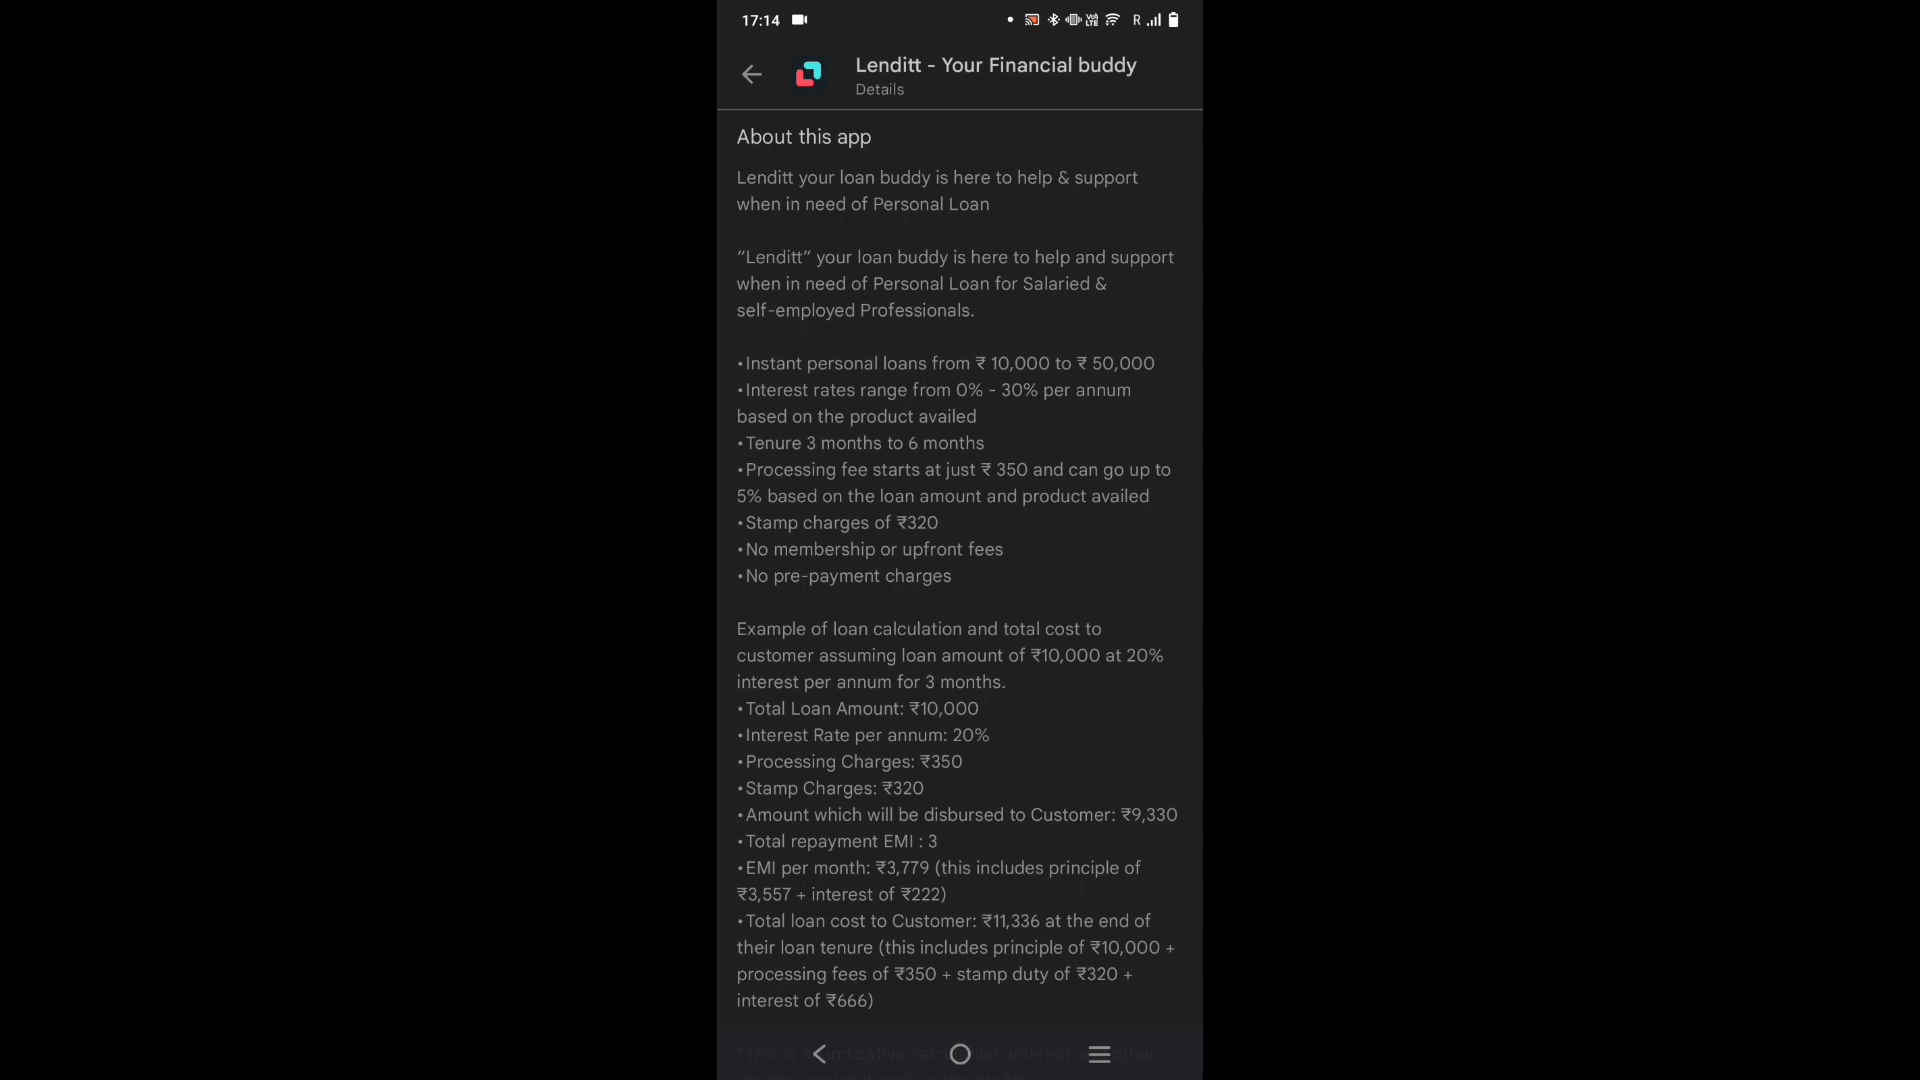 17:14
R
Lenditt - Your Financial buddy
Details
About this app
Lenditt your loan buddy is here to help & support
when in need of Personal Loan
“Lenditt” your loan buddy is here to help and support
when in need of Personal Loan for Salaried &
self-employed Professionals.
•Instant personal loans from ₹ 10,000 to ₹ 50,000
•Interest rates range from 0% - 30% per annum
based on the product availed
•Tenure 3 months to 6 months
•Processing fee starts at just ₹ 350 and can go up to
5% based on the loan amount and product availed
•Stamp charges of ₹320
•No membership or upfront fees
•No pre-payment charges
Example of loan calculation and total cost to
customer assuming loan amount of ₹10,000 at 20%
interest per annum for 3 months.
•Total Loan Amount: ₹10,000
•Interest Rate per annum: 20%
•Processing Charges: ₹350
•Stamp Charges: ₹320
•Amount which will be disbursed to Customer: ₹9,330
•Total repayment EMI : 3
•EMI per month: ₹3,779 (this includes principle of
₹3,557 + interest of ₹222)
•Total loan cost to Customer: ₹11,336 at the end of
their loan tenure (this includes principle of ₹10,000 +
processing fees of ₹350 + stamp duty of ₹320 +
interest of ₹666)